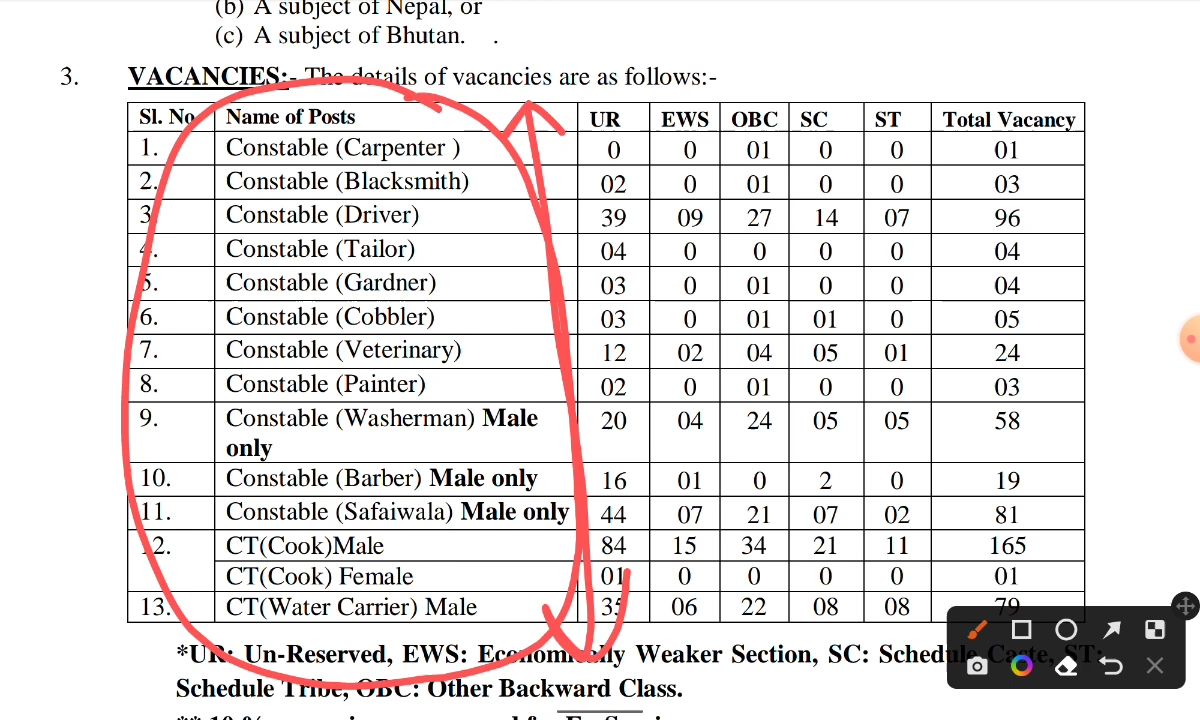 (b) A subject of Nepal, or
(c) A subject of Bhutan. .
3. VACANCIES:- The details of vacancies are as follows:-
Sl. No Name of Posts UR EWS OBC SC ST Total Vacancy
1. Constable (Carpenter ) 0 0 01 0 0 01
2. Constable (Blacksmith) 02 0 01 0 0 03
3 Constable (Driver) 39 09 27 14 07 96
4. Constable (Tailor) 04 0 0 0 0 04
5. Constable (Gardner) 03 0 01 0 0 04
6. Constable (Cobbler) 03 0 01 01 0 05
7. Constable (Veterinary) 12 02 04 05 01 24
8. Constable (Painter) 02 0 01 0 0 03
9. Constable (Washerman) Male 20 04 24 05 05 58
only
10. Constable (Barber) Male only 16 01 0 2 0 19
11. Constable (Safaiwala) Male only 44 07 21 07 02 81
12. CT(Cook)Male 84 15 34 21 11 165
CT(Cook) Female 01 0 0 0 0 01
13. CT(Water Carrier) Male 35 06 22 08 08 79
*UR: Un-Reserved, EWS: Economically Weaker Section, SC: Schedule Caste, ST:
Schedule Tribe, OBC: Other Backward Class.